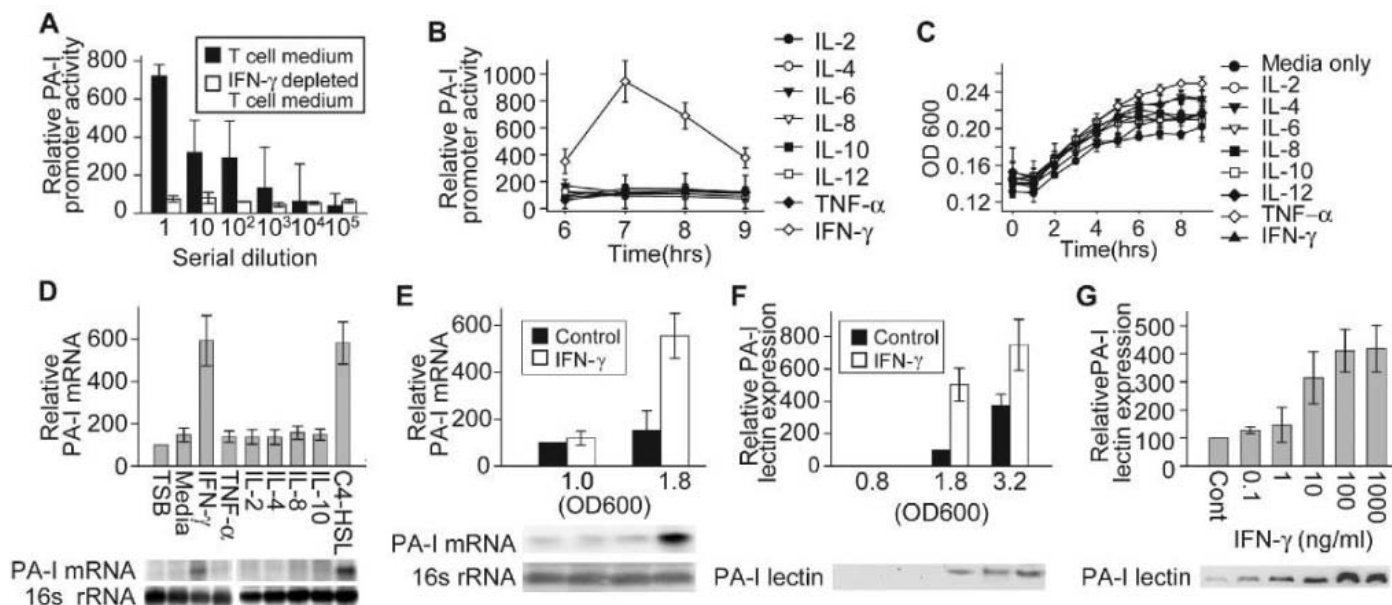 A
Relative PA-I
promoter activity
800
600
400
200
0
T cell medium
IFN-γ depleted
T cell medium
1 10 10² 10³ 10⁴ 10⁵
Serial dilution
B
Relative PA-I
promoter activity
1000
800
600
400
200
0
6 7 8 9
Time(hrs)
IL-2
IL-4
IL-6
IL-8
IL-10
IL-12
TNF-α
IFN-γ
C
OD 600
0.24
0.20
0.16
0.12
0 2 4 6 8
Time(hrs)
Media only
IL-2
IL-4
IL-6
IL-8
IL-10
IL-12
TNF-α
IFN-γ
D
Relative
PA-I mRNA
600
400
200
0
TSB
Media
IFN-γ
TNF-α
IL-2
IL-4
IL-8
IL-10
C4-HSL
PA-I mRNA
16s rRNA
E
Relative
PA-I mRNA
600
400
200
0
Control
IFN-γ
1.0 1.8
(OD600)
PA-I mRNA
16s rRNA
F
Relative PA-I
lectin expression
800
600
400
200
0
Control
IFN-γ
0.8 1.8 3.2
(OD600)
PA-I lectin
G
RelativePA-I
lectin expression
500
400
300
200
100
0
Cont
0.1
1
10
100
1000
IFN-γ (ng/ml)
PA-I lectin